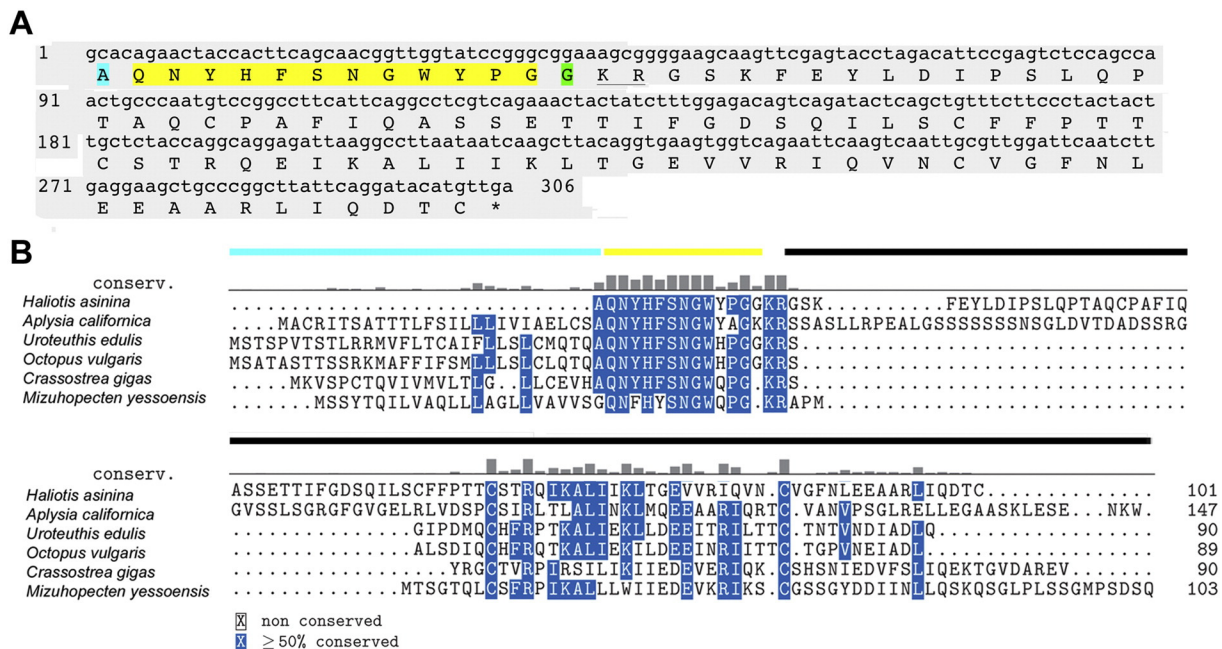 A
1 gcacagaactaccacttcagcaacggttggtatccgggcggaaagcggggaagcaagttcgagtacctagacattccgagtctccagcca
A Q N Y H F S N G W Y P G G K R G S K F E Y L D I P S L Q P
91 actgcccaatgtccggccttcattcaggcctcgtcagaaactactatctttggagacagtcagatactcagctgtttcttccctactact
T A Q C P A F I Q A S S E T T I F G D S Q I L S C F F P T T
181 tgctctaccaggcaggagattaaggccttaataatcaagcttacaggtgaagtggtcagaattcaagtcaattgcgttggattcaatctt
C S T R Q E I K A L I I K L T G E V V R I Q V N C V G F N L
271 gaggaagctgcccggcttattcaggatacatgttga 306
E E A A R L I Q D T C *
B
conserv.
Haliotis asinina ..............................AQNYHFSNGWYPGGKRGSK..........FEYLDIPSLQPTAQCPAFIQ
Aplysia californica ....MACRITSATTTLFSILLLIVIAELCSAQNYHFSNGWYAGKKRSSASLLRPEALGSSSSSSSNSGLDVTDADSSRG
Uroteuthis edulis MSTSPVTSTLRRMVFLTCAIFLLSLCMQTQAQNYHFSNGWHPGGKRS................................
Octopus vulgaris MSATASTTSSRKMAFFIFSMLLLSLCLQTQAQNYHFSNGWHPGGKRS................................
Crassostrea gigas .....MKVSPCTQVIVMVLTLG..LLCEVHAQNYHFSNGWQPG.KRS................................
Mizuhopecten yessoensis .......MSSYTQILVAQLLLAGLLVAVVSGQNFHYSNGWQPG.KRAPM..............................
conserv.
Haliotis asinina ASSETTIFGDSQILSCFFPTTCSTRQIKALIIKLTGEVVRIQVN.CVGFNLEEAARLIQDTC.............. 101
Aplysia californica GVSSLSGRGFGVGELRLVDSPCSIRLTLALINKLMQEEAARIQRTC.VANVPSGLRELLEGAASKLESE...NKW. 147
Uroteuthis edulis ...............GIPDMQCHFRPTKALIEKLLDEEITRILTTC.TNTVNDIADLQ.................. 90
Octopus vulgaris ...............ALSDIQCHFRQTKALIEKILDEEINRIITTC.TGPVNEIADL................... 89
Crassostrea gigas ..................YRGCTVRPIRSILIKIIEDEVERIQK.CSHSNIEDVFSLIQEKTGVDAREV....... 90
Mizuhopecten yessoensis ..............MTSGTQLCSFRPIKALLLWIIEDEVKRIKS.CGSSGYDDIINLLQSKQSGLPLSSGMPSDSQ 103
X non conserved
X ≥50% conserved